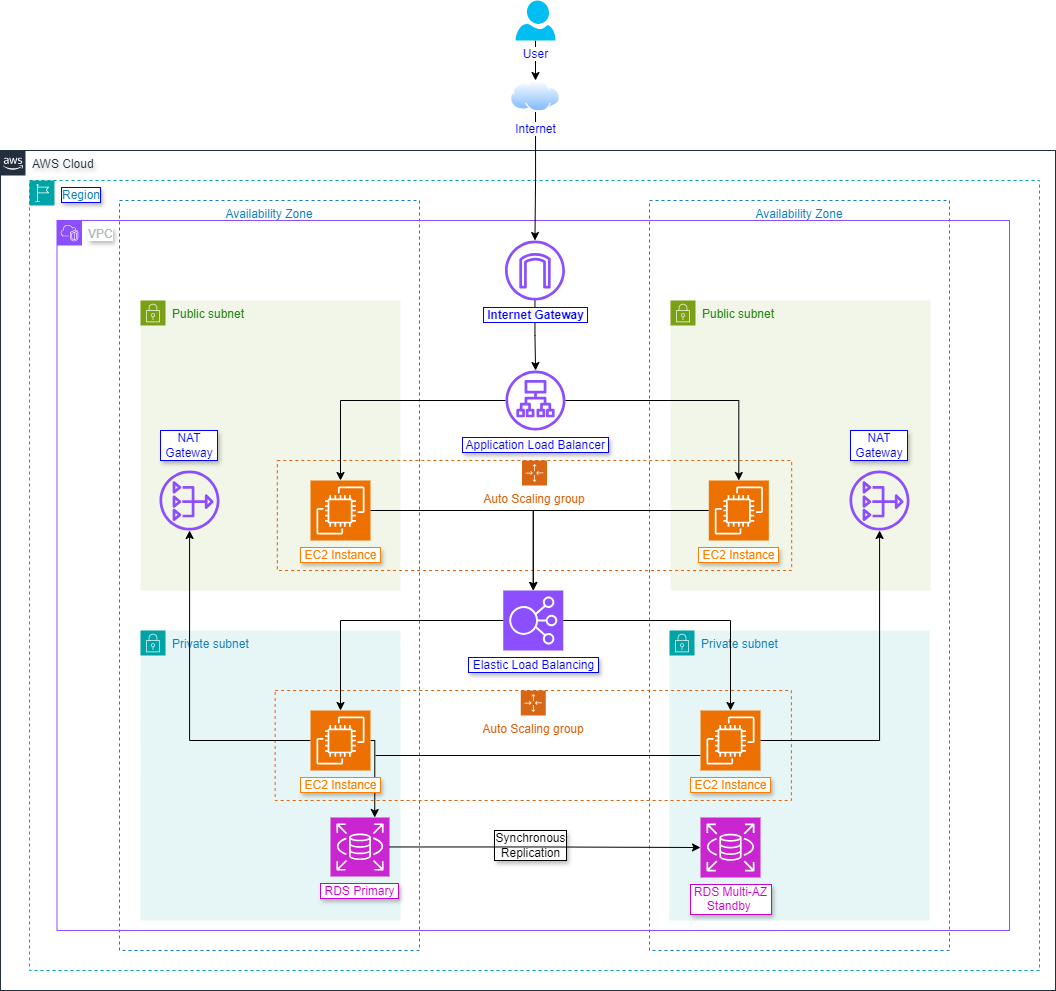 User
Internet
aws
AWS Cloud
Region
Availability Zone
Availability Zone
VPC
Public subnet
Internet Gateway
Public subnet
Application Load Balancer
NAT
Gateway
NAT
Gateway
Auto Scaling group
EC2 Instance
EC2 Instance
Private subnet
Elastic Load Balancing
Private subnet
Auto Scaling group
EC2 Instance
EC2 Instance
Synchronous
Replication
RDS Primary
RDS Multi-AZ
Standby